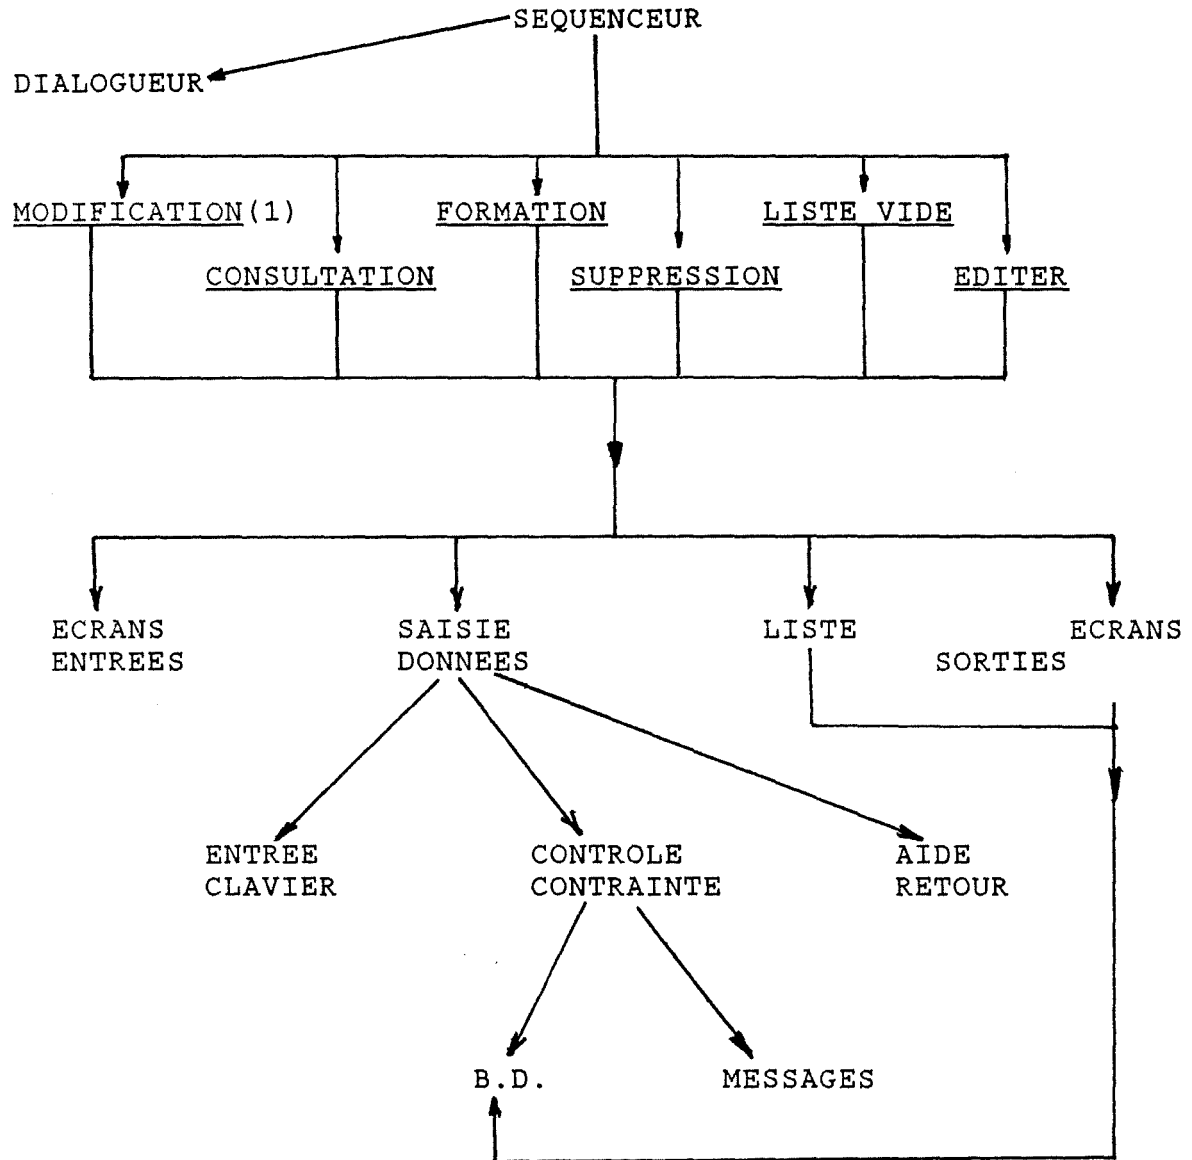 SEQUENCEUR
DIALOGUEUR
MODIFICATION(1)
FORMATION
LISTE VIDE
CONSULTATION
SUPPRESSION
EDITER
ECRANS
ENTREES
SAISIE
DONNEES
LISTE
ECRANS
SORTIES
ENTREE
CLAVIER
CONTROLE
CONTRAINTE
AIDE
RETOUR
B.D.
MESSAGES